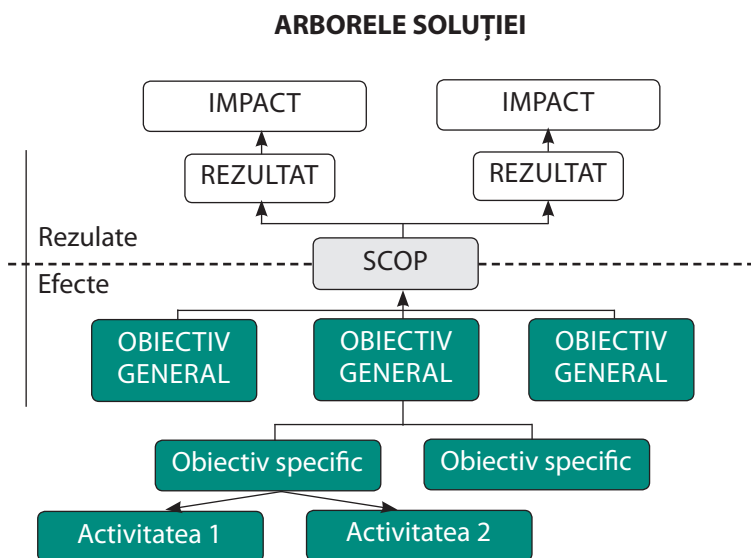 ARBORELE SOLUȚIEI
IMPACT
IMPACT
REZULTAT
REZULTAT
Rezulate
SCOP
Efecte
OBIECTIV
GENERAL
OBIECTIV
GENERAL
OBIECTIV
GENERAL
Obiectiv specific
Obiectiv specific
Activitatea 1
Activitatea 2